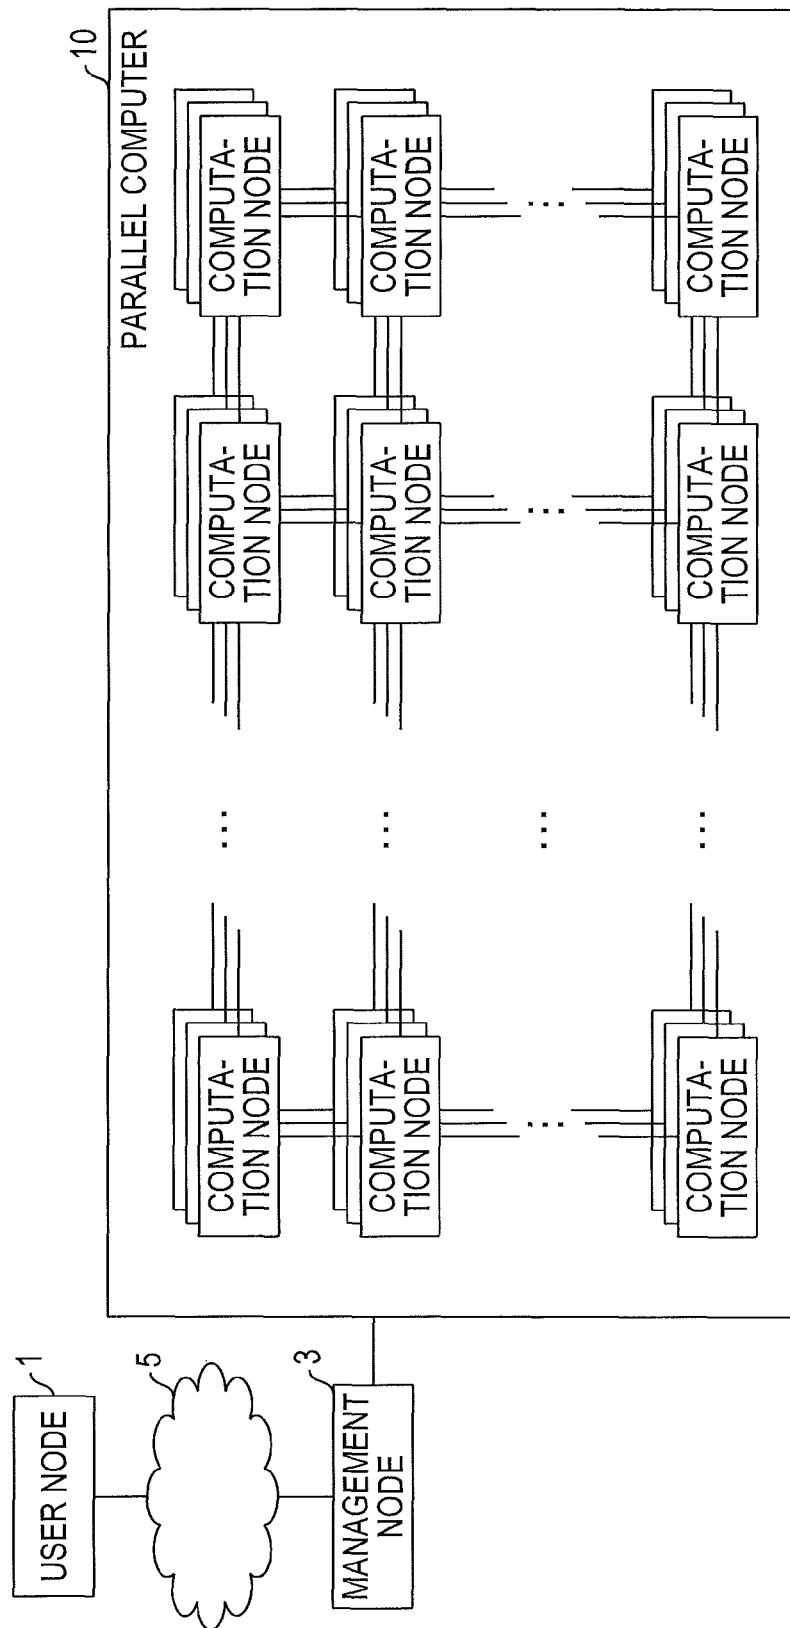 USER NODE
1
5
3
MANAGEMENT
NODE
10
PARALLEL COMPUTER
COMPUTA-
TION NODE
COMPUTA-
TION NODE
COMPUTA-
TION NODE
COMPUTA-
TION NODE
COMPUTA-
TION NODE
COMPUTA-
TION NODE
COMPUTA-
TION NODE
COMPUTA-
TION NODE
COMPUTA-
TION NODE